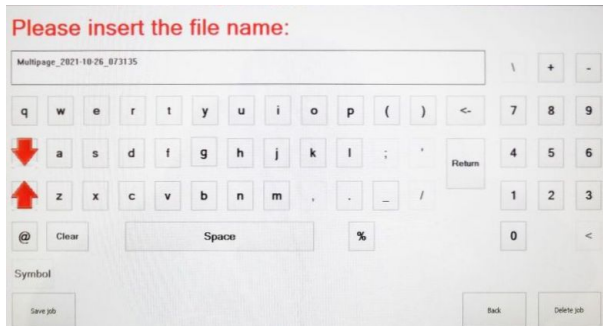 Please insert the file name:
Multipage_2021-10-26_073135
\ + -
q w e r t y u i o p ( ) <- 7 8 9
a s d f g h j k l ; ' Return 4 5 6
z x c v b n m , . _ / 1 2 3
@ Clear Space % 0 <
Symbol
Save job Back Delete job